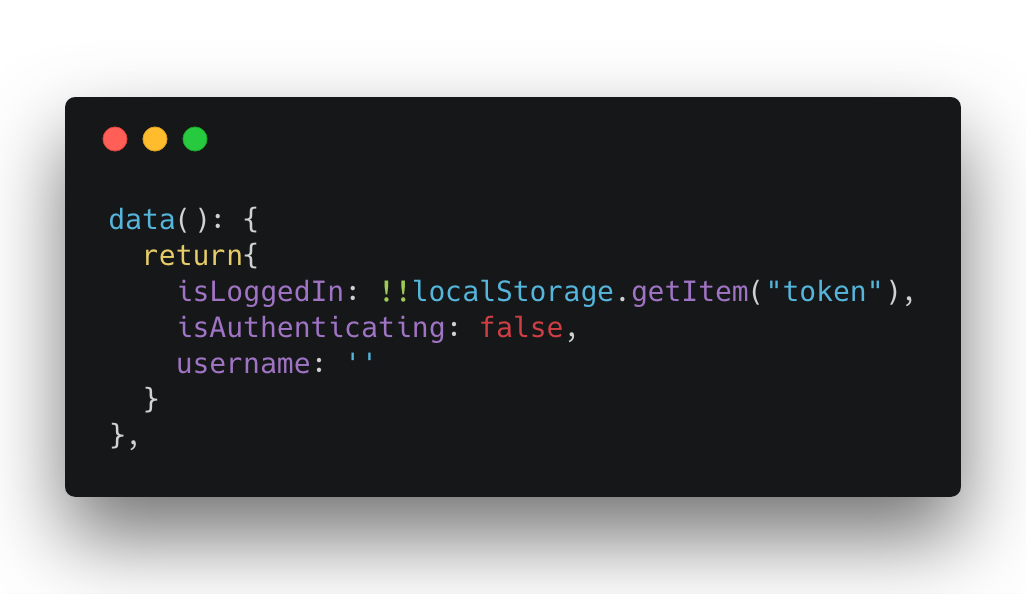 data(): {
  return{
    isLoggedIn: !!localStorage.getItem("token"),
    isAuthenticating: false,
    username: ''
  }
},